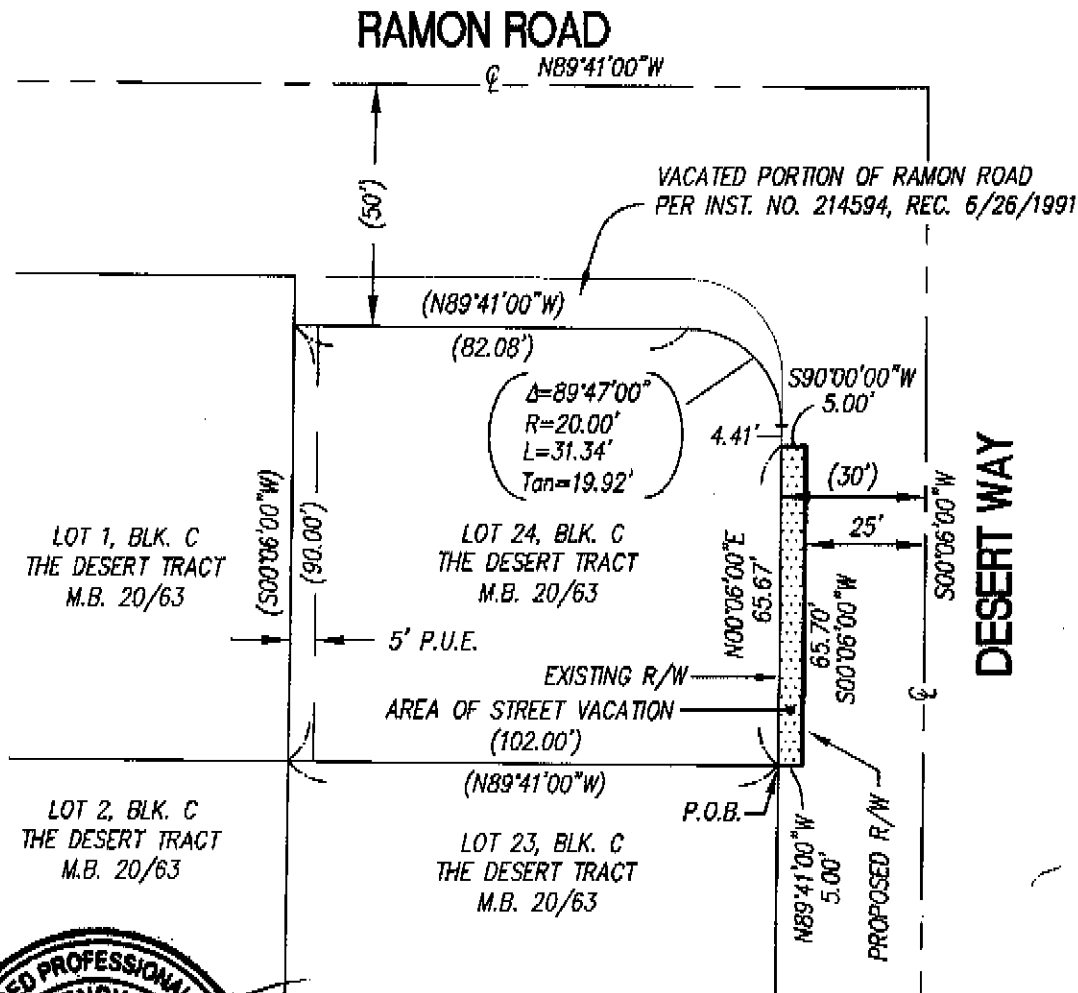 RAMON ROAD
℄ N89°41'00"W
(50')
VACATED PORTION OF RAMON ROAD
PER INST. NO. 214594, REC. 6/26/1991
(N89°41'00"W)
(82.08')
Δ=89°47'00"
R=20.00'
L=31.34'
Tan=19.92'
S90°00'00"W
5.00'
4.41'
(30')
25'
S00°06'00"W
℄
DESERT WAY
LOT 1, BLK. C
THE DESERT TRACT
M.B. 20/63
(S00°06'00"W)
(90.00')
LOT 24, BLK. C
THE DESERT TRACT
M.B. 20/63
N00°06'00"E
65.67'
65.70'
S00°06'00"W
5' P.U.E.
EXISTING R/W
AREA OF STREET VACATION
(102.00')
(N89°41'00"W)
P.O.B.
N89°41'00"W
5.00'
PROPOSED R/W
LOT 2, BLK. C
THE DESERT TRACT
M.B. 20/63
LOT 23, BLK. C
THE DESERT TRACT
M.B. 20/63
PROFESSIONAL